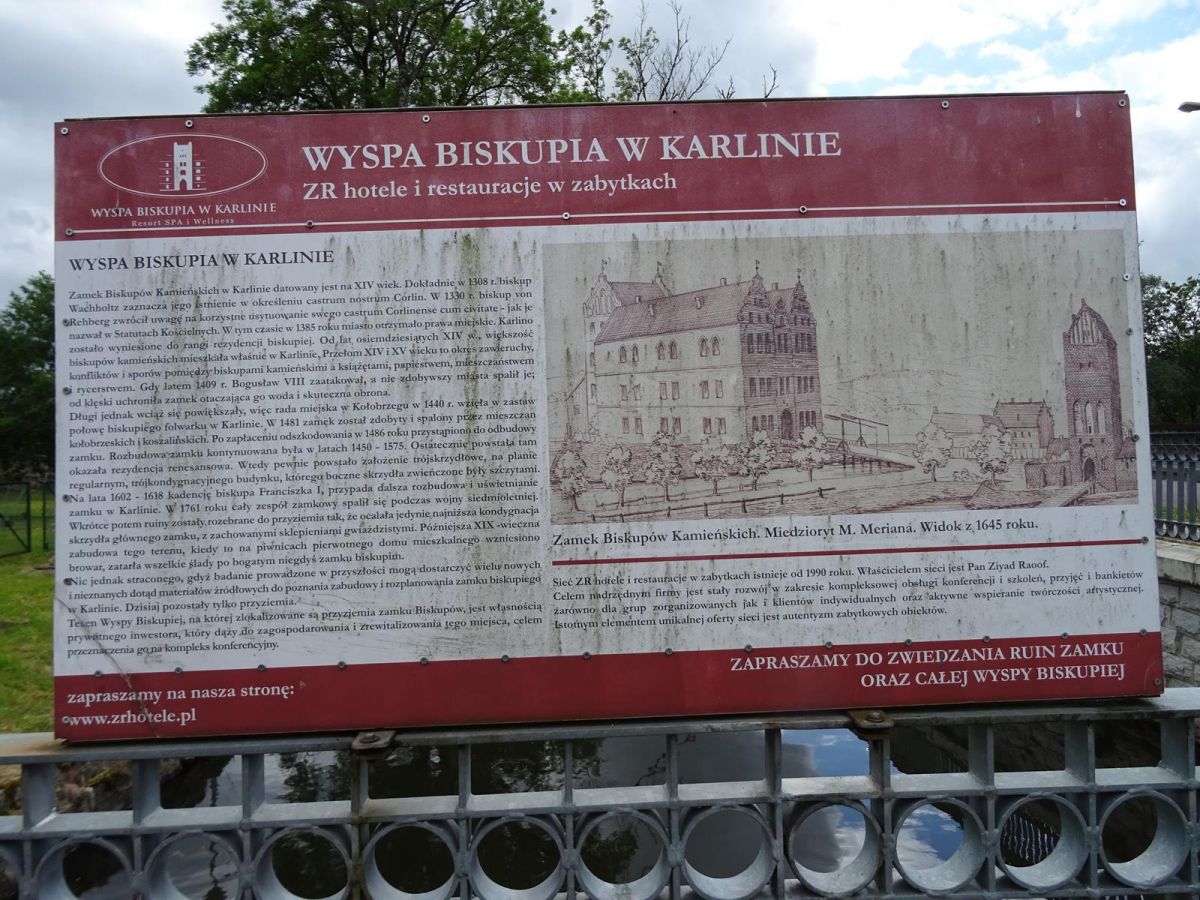 WYSPA BISKUPIA W KARLINIE
Resort SPA i Wellness
WYSPA BISKUPIA W KARLINIE
ZR hotele i restauracje w zabytkach
WYSPA BISKUPIA W KARLINIE
Zamek Biskupów Kamieńskich w Karlinie datowany jest na XIV wiek. Dokładnie w 1308 r. biskup
Wachholtz zaznacza jego istnienie w określeniu castrum nostrum Córlin. W 1330 r. biskup von
Rehberg zwrócił uwagę na korzystne usytuowanie swego castrum Corlinense cum civitate - jak je
nazwał w Statutach Kościelnych. W tym czasie w 1385 roku miasto otrzymało prawa miejskie. Karlino
zostało wyniesione do rangi rezydencji biskupiej. Od lat osiemdziesiątych XIV w., większość
biskupów kamieńskich mieszkała właśnie w Karlinie. Przełom XIV i XV wieku to okres zawieruchy,
konfliktów i sporów pomiędzy biskupami kamieńskimi a książętami, papiestwem, mieszczaństwem
i rycerstwem. Gdy latem 1409 r. Bogusław VIII zaatakował, a nie zdobywszy miasta spalił je;
od klęski uchroniła zamek otaczająca go woda i skuteczna obrona.
Długi jednak wciąż się powiększały, więc rada miejska w Kołobrzegu w 1440 r. wzięła w zastaw
połowę biskupiego folwarku w Karlinie. W 1481 zamek został zdobyty i spalony przez mieszczan
kołobrzeskich i koszalińskich. Po zapłaceniu odszkodowania w 1486 roku przystąpiono do odbudowy
zamku. Rozbudowa zamku kontynuowana była w latach 1450 - 1575. Ostatecznie powstała tam
okazała rezydencja renesansowa. Wtedy pewnie powstało założenie trójskrzydłowe, na planie
regularnym, trójkondygnacyjnego budynku, którego boczne skrzydła zwieńczone były szczytami.
Na lata 1602 - 1618 kadencję biskupa Franciszka I, przypada dalsza rozbudowa i uświetnianie
zamku w Karlinie. W 1761 roku cały zespół zamkowy spalił się podczas wojny siedmioletniej.
Wkrótce potem ruiny zostały rozebrane do przyziemia tak, że ocalała jedynie najniższa kondygnacja
skrzydła głównego zamku, z zachowanymi sklepieniami gwiaździstymi. Późniejsza XIX -wieczna
zabudowa tego terenu, kiedy to na piwnicach pierwotnego domu mieszkalnego wzniesiono
browar, zatarła wszelkie ślady po bogatym niegdyś zamku biskupim.
Nic jednak straconego, gdyż badanie prowadzone w przyszłości mogą dostarczyć wielu nowych
i nieznanych dotąd materiałów źródłowych do poznania zabudowy i rozplanowania zamku biskupiego
w Karlinie. Dzisiaj pozostały tylko przyziemia.
Teren Wyspy Biskupiej, na której zlokalizowane są przyziemia zamku Biskupów, jest własnością
prywatnego inwestora, który dąży do zagospodarowania i zrewitalizowania tego miejsca, celem
przeznaczenia go na kompleks konferencyjny.
Zamek Biskupów Kamieńskich. Miedzioryt M. Meriana. Widok z 1645 roku.
Sieć ZR hotele i restauracje w zabytkach istnieje od 1990 roku. Właścicielem sieci jest Pan Ziyad Raoof.
Celem nadrzędnym firmy jest stały rozwój w zakresie kompleksowej obsługi konferencji i szkoleń, przyjęć i bankietów
żarówno dla grup zorganizowanych jak i klientów indywidualnych oraz aktywne wspieranie twórczości artystycznej.
Istotnym elementem unikalnej oferty sieci jest autentyzm zabytkowych obiektów.
zapraszamy na nasza stronę:
www.zrhotele.pl
ZAPRASZAMY DO ZWIEDZANIA RUIN ZAMKU
ORAZ CAŁEJ WYSPY BISKUPIEJ